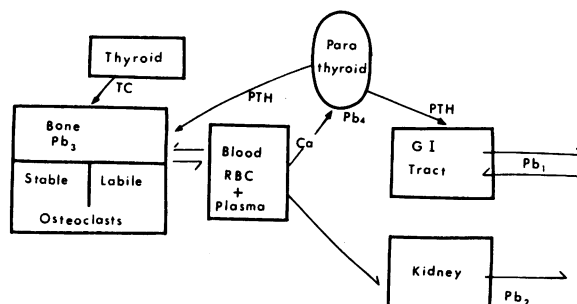 Thyroid
TC
Bone
Pb3
Stable
Labile
Osteoclasts
PTH
Blood
RBC
+
Plasma
Ca
Para
thyroid
Pb4
PTH
GI
Tract
Pb1
Kidney
Pb2